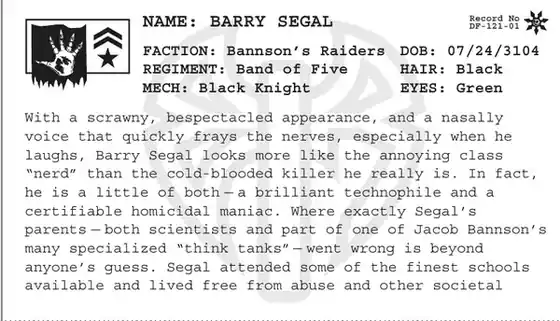 NAME: BARRY SEGAL
Record No
DF-121-01
FACTION: Bannson's Raiders DOB: 07/24/3104
REGIMENT: Band of Five HAIR: Black
MECH: Black Knight EYES: Green
With a scrawny, bespectacled appearance, and a nasally
voice that quickly frays the nerves, especially when he
laughs, Barry Segal looks more like the annoying class
“nerd” than the cold-blooded killer he really is. In fact,
he is a little of both—a brilliant technophile and a
certifiable homicidal maniac. Where exactly Segal's
parents—both scientists and part of one of Jacob Bannson's
many specialized “think tanks”—went wrong is beyond
anyone's guess. Segal attended some of the finest schools
available and lived free from abuse and other societal